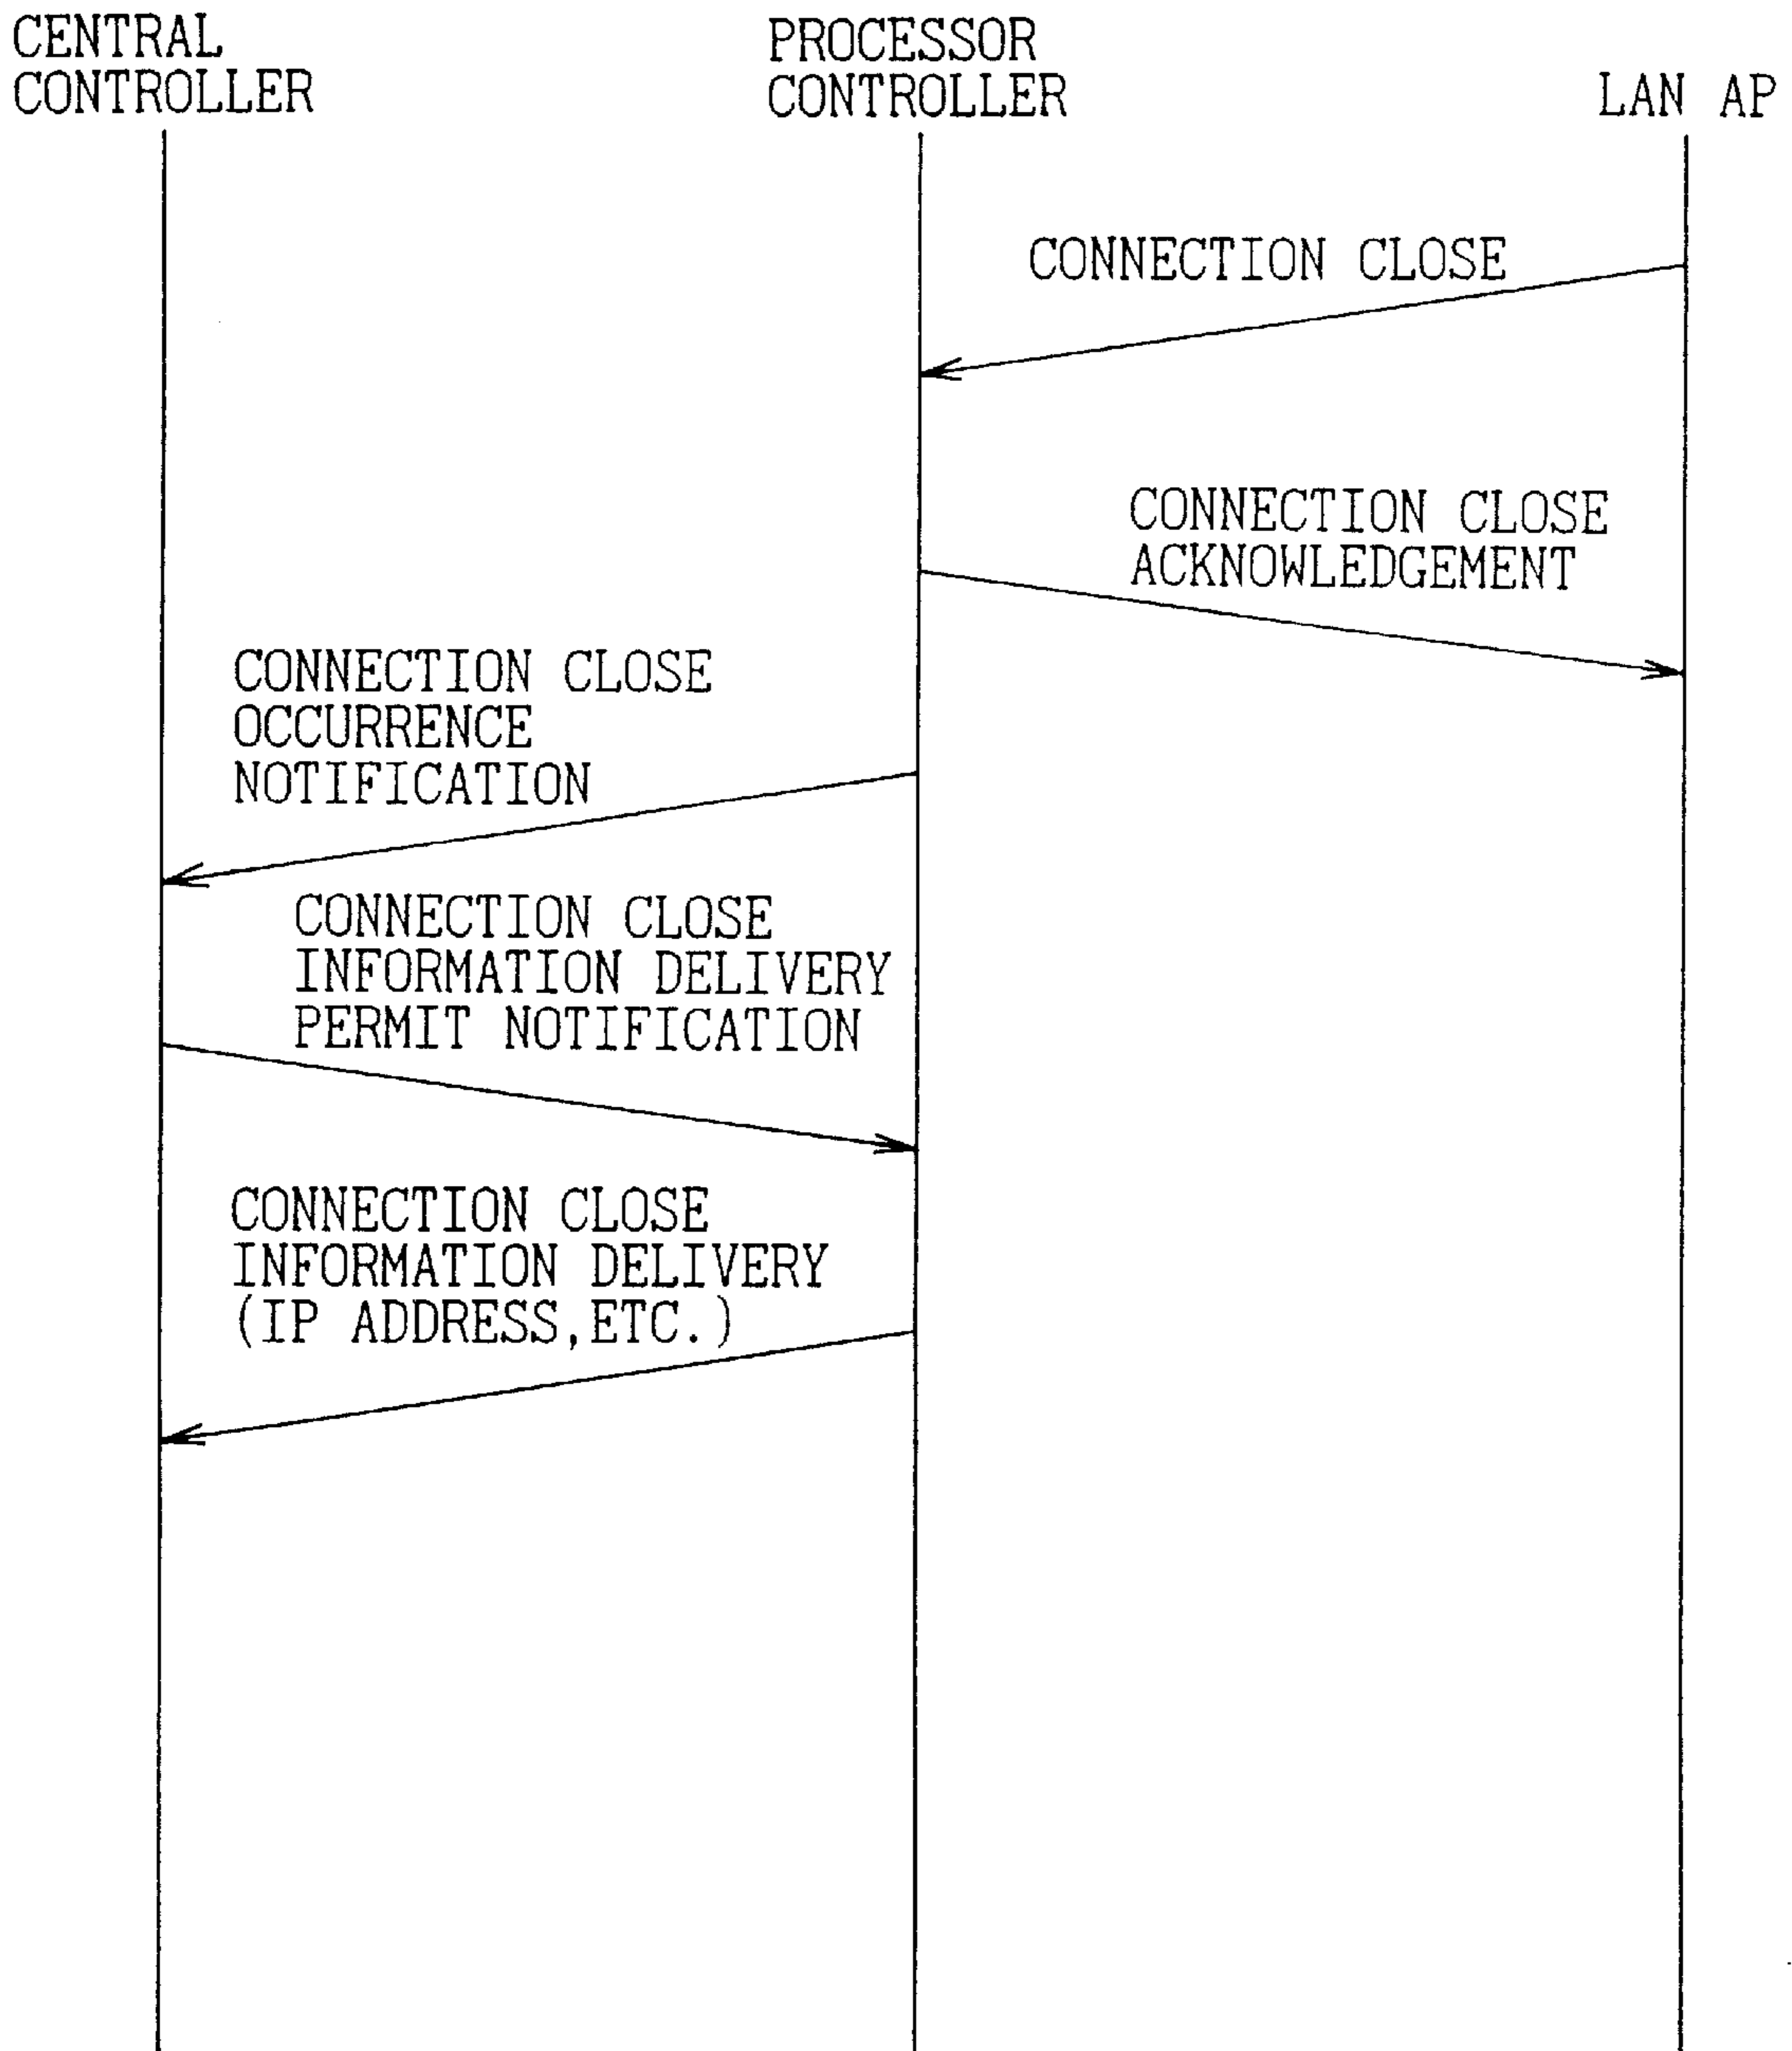 CENTRAL
CONTROLLER
PROCESSOR
CONTROLLER
LAN AP
CONNECTION CLOSE
CONNECTION CLOSE
ACKNOWLEDGEMENT
CONNECTION CLOSE
OCCURRENCE
NOTIFICATION
CONNECTION CLOSE
INFORMATION DELIVERY
PERMIT NOTIFICATION
CONNECTION CLOSE
INFORMATION DELIVERY
(IP ADDRESS,ETC.)